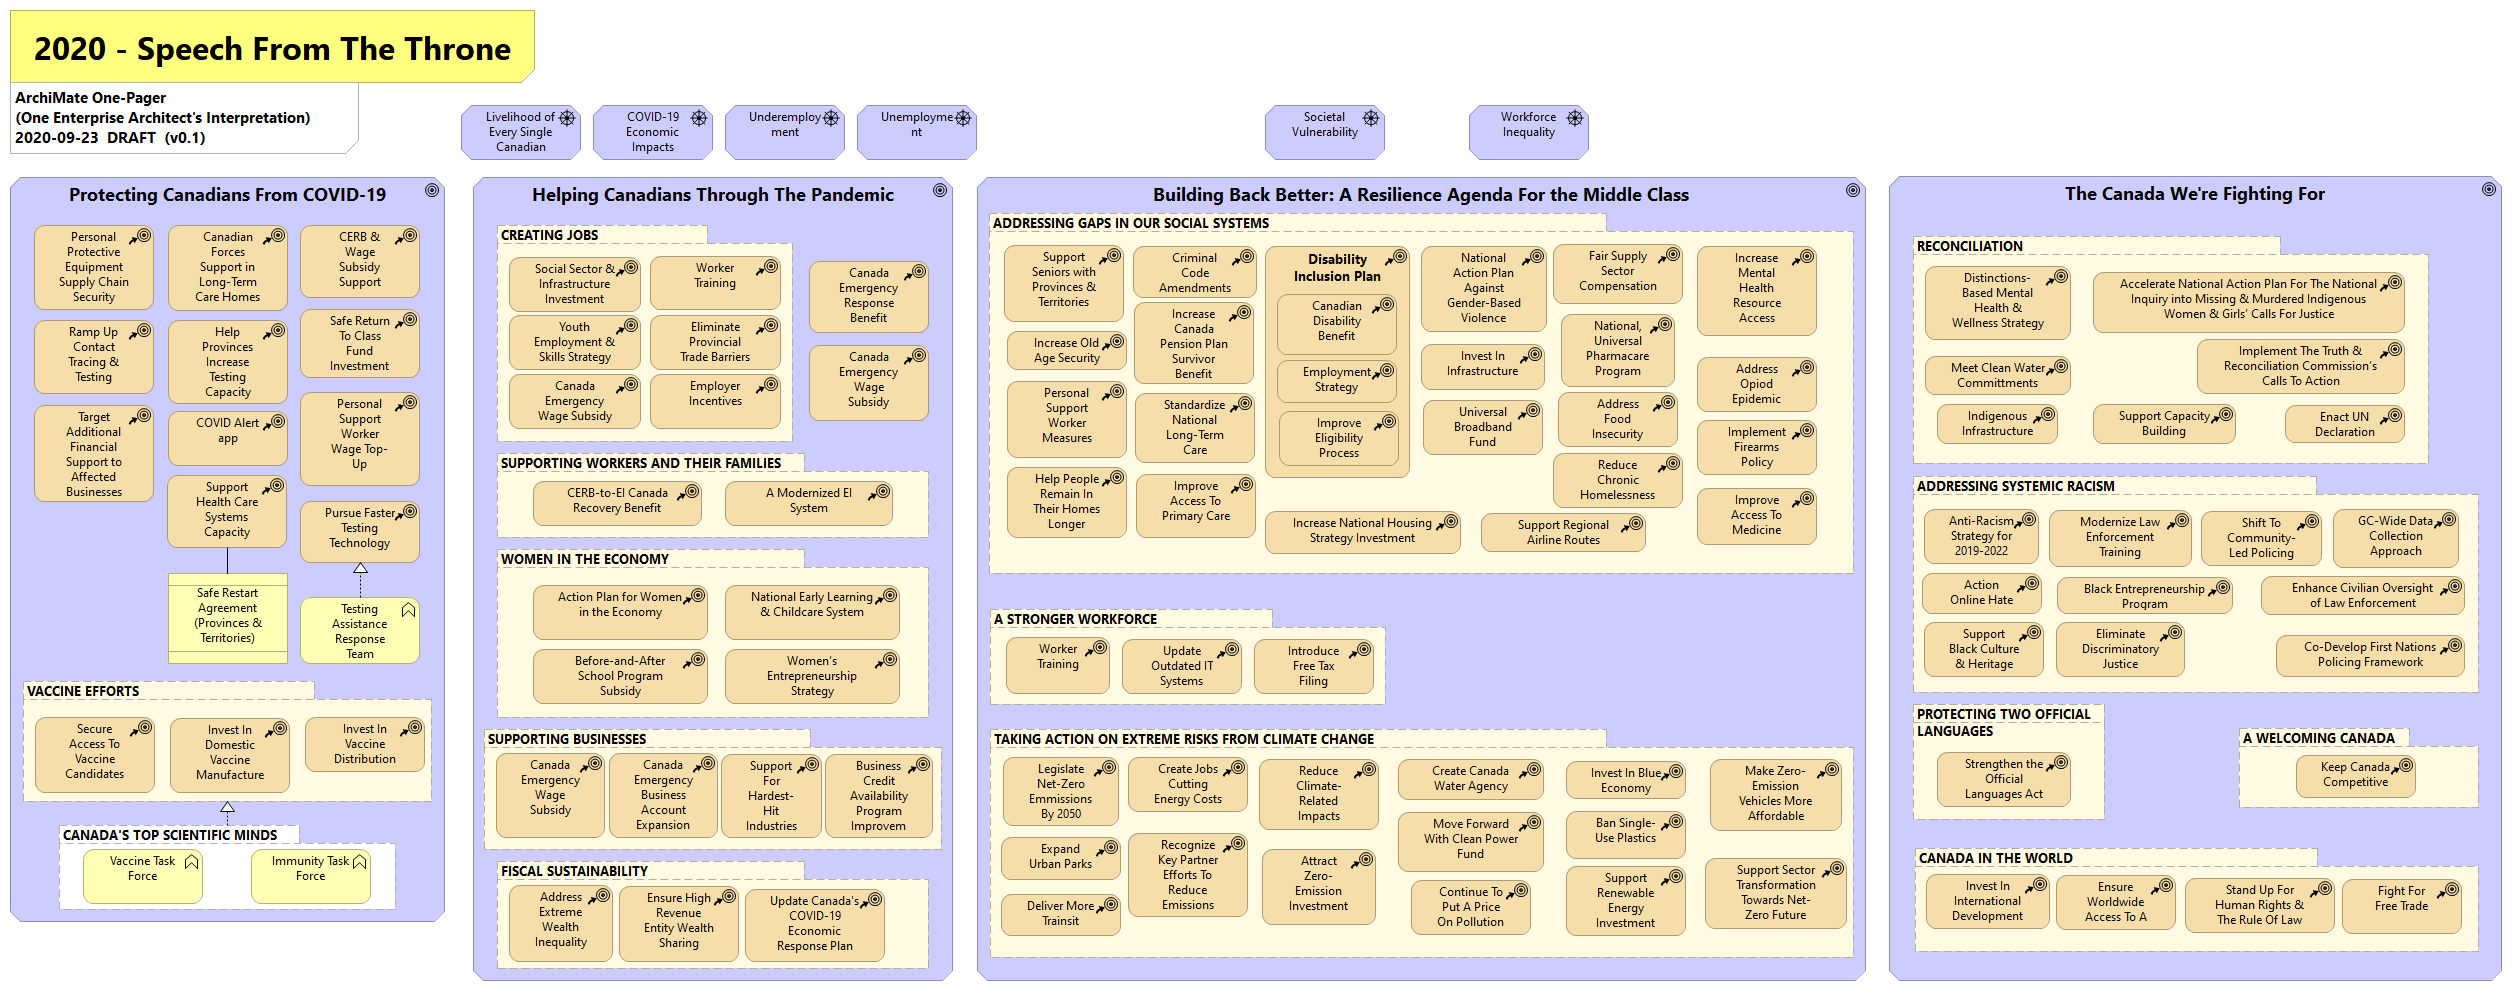 2020 - Speech From The Throne
ArchiMate One-Pager
(One Enterprise Architect's Interpretation)
2020-09-23  DRAFT  (v0.1)
Livelihood of
Every Single
Canadian
COVID-19
Economic
Impacts
Underemploy
ment
Unemployme
nt
Societal
Vulnerability
Workforce
Inequality
Protecting Canadians From COVID-19
Personal
Protective
Equipment
Supply Chain
Security
Canadian
Forces
Support in
Long-Term
Care Homes
CERB &
Wage
Subsidy
Support
Ramp Up
Contact
Tracing &
Testing
Help
Provinces
Increase
Testing
Capacity
Safe Return
To Class
Fund
Investment
Target
Additional
Financial
Support to
Affected
Businesses
COVID Alert
app
Personal
Support
Worker
Wage Top-
Up
Support
Health Care
Systems
Capacity
Pursue Faster
Testing
Technology
Safe Restart
Agreement
(Provinces &
Territories)
Testing
Assistance
Response
Team
VACCINE EFFORTS
Secure
Access To
Vaccine
Candidates
Invest In
Domestic
Vaccine
Manufacture
Invest In
Vaccine
Distribution
CANADA'S TOP SCIENTIFIC MINDS
Vaccine Task
Force
Immunity Task
Force
Helping Canadians Through The Pandemic
CREATING JOBS
Social Sector &
Infrastructure
Investment
Worker
Training
Youth
Employment &
Skills Strategy
Eliminate
Provincial
Trade Barriers
Canada
Emergency
Wage Subsidy
Employer
Incentives
Canada
Emergency
Response
Benefit
Canada
Emergency
Wage
Subsidy
SUPPORTING WORKERS AND THEIR FAMILIES
CERB-to-EI Canada
Recovery Benefit
A Modernized EI
System
WOMEN IN THE ECONOMY
Action Plan for Women
in the Economy
National Early Learning
& Childcare System
Before-and-After
School Program
Subsidy
Women's
Entrepreneurship
Strategy
SUPPORTING BUSINESSES
Canada
Emergency
Wage
Subsidy
Canada
Emergency
Business
Account
Expansion
Support
For
Hardest-
Hit
Industries
Business
Credit
Availability
Program
Improvem
FISCAL SUSTAINABILITY
Address
Extreme
Wealth
Inequality
Ensure High
Revenue
Entity Wealth
Sharing
Update Canada's
COVID-19
Economic
Response Plan
Building Back Better: A Resilience Agenda For the Middle Class
ADDRESSING GAPS IN OUR SOCIAL SYSTEMS
Support
Seniors with
Provinces &
Territories
Criminal
Code
Amendments
Disability
Inclusion Plan
Canadian
Disability
Benefit
Employment
Strategy
Improve
Eligibility
Process
National
Action Plan
Against
Gender-Based
Violence
Fair Supply
Sector
Compensation
Increase
Mental
Health
Resource
Access
Increase Old
Age Security
Increase
Canada
Pension Plan
Survivor
Benefit
Invest In
Infrastructure
National,
Universal
Pharmacare
Program
Address
Opiod
Epidemic
Personal
Support
Worker
Measures
Standardize
National
Long-Term
Care
Universal
Broadband
Fund
Address
Food
Insecurity
Implement
Firearms
Policy
Help People
Remain In
Their Homes
Longer
Improve
Access To
Primary Care
Reduce
Chronic
Homelessness
Improve
Access To
Medicine
Increase National Housing
Strategy Investment
Support Regional
Airline Routes
A STRONGER WORKFORCE
Worker
Training
Update
Outdated IT
Systems
Introduce
Free Tax
Filing
TAKING ACTION ON EXTREME RISKS FROM CLIMATE CHANGE
Legislate
Net-Zero
Emmissions
By 2050
Create Jobs
Cutting
Energy Costs
Reduce
Climate-
Related
Impacts
Create Canada
Water Agency
Invest In Blue
Economy
Make Zero-
Emission
Vehicles More
Affordable
Expand
Urban Parks
Recognize
Key Partner
Efforts To
Reduce
Emissions
Attract
Zero-
Emission
Investment
Move Forward
With Clean Power
Fund
Ban Single-
Use Plastics
Support Sector
Transformation
Towards Net-
Zero Future
Deliver More
Transit
Continue To
Put A Price
On Pollution
Support
Renewable
Energy
Investment
The Canada We're Fighting For
RECONCILIATION
Distinctions-
Based Mental
Health &
Wellness Strategy
Accelerate National Action Plan For The National
Inquiry into Missing & Murdered Indigenous
Women & Girls' Calls For Justice
Meet Clean Water
Committments
Implement The Truth &
Reconciliation Commission's
Calls To Action
Indigenous
Infrastructure
Support Capacity
Building
Enact UN
Declaration
ADDRESSING SYSTEMIC RACISM
Anti-Racism
Strategy for
2019-2022
Modernize Law
Enforcement
Training
Shift To
Community-
Led Policing
GC-Wide Data
Collection
Approach
Action
Online Hate
Black Entrepreneurship
Program
Enhance Civilian Oversight
of Law Enforcement
Support
Black Culture
& Heritage
Eliminate
Discriminatory
Justice
Co-Develop First Nations
Policing Framework
PROTECTING TWO OFFICIAL
LANGUAGES
Strengthen the
Official
Languages Act
A WELCOMING CANADA
Keep Canada
Competitive
CANADA IN THE WORLD
Invest In
International
Development
Ensure
Worldwide
Access To A
Stand Up For
Human Rights &
The Rule Of Law
Fight For
Free Trade